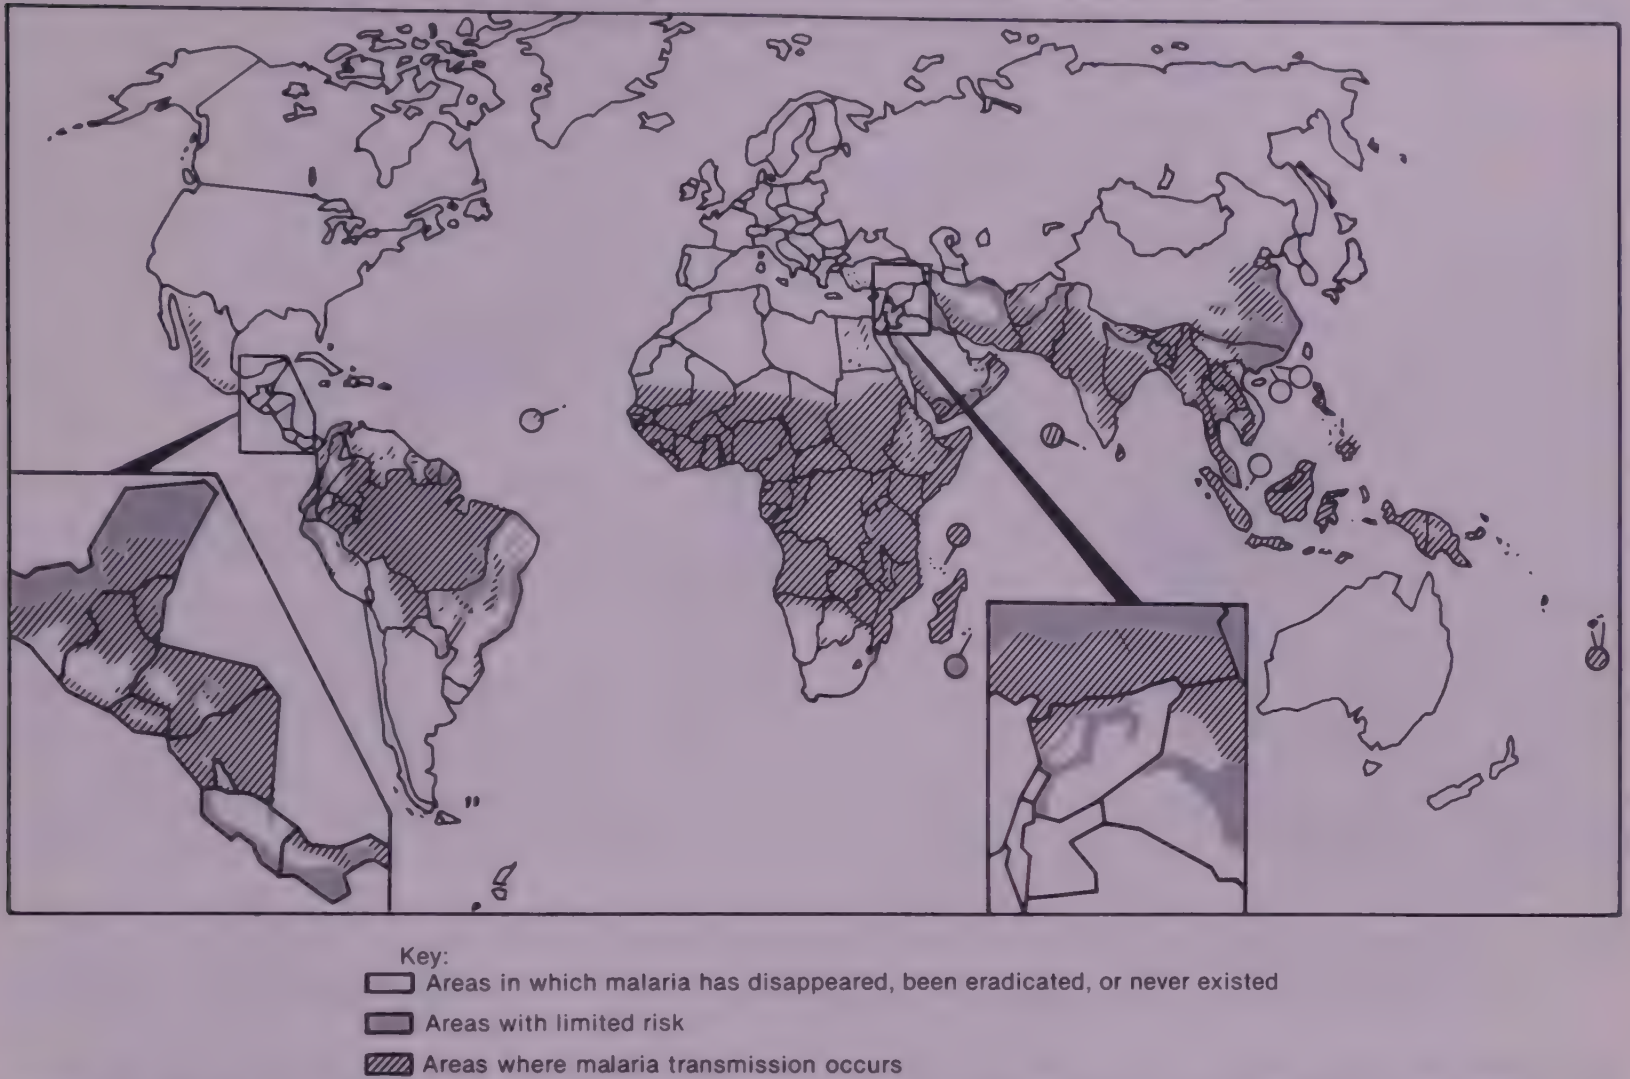 Key:
Areas in which malaria has disappeared, been eradicated, or never existed
Areas with limited risk
Areas where malaria transmission occurs